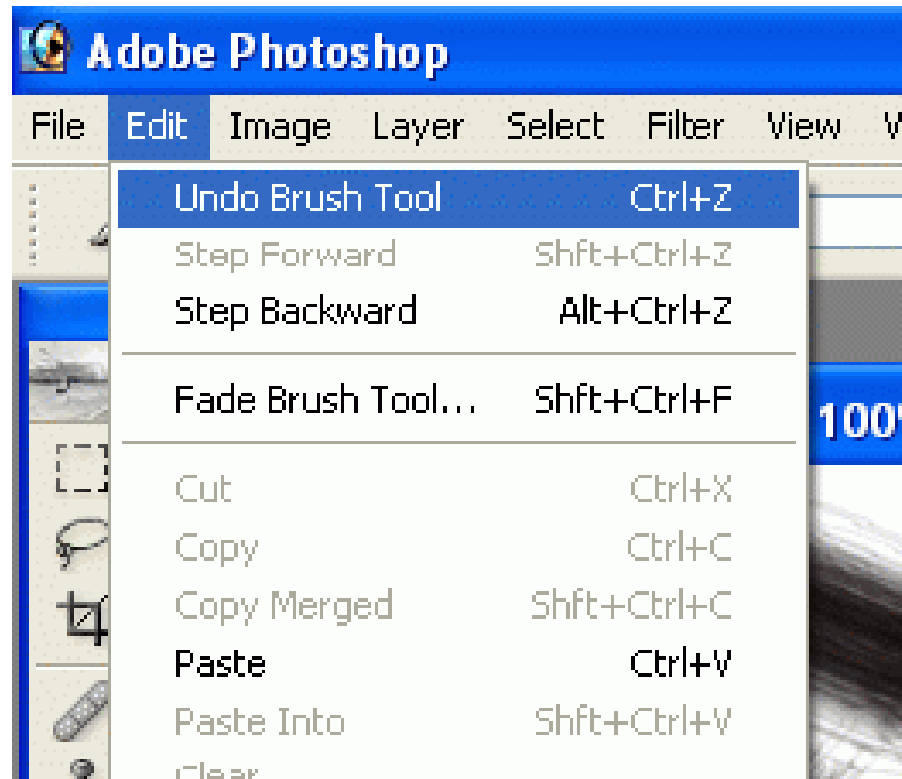 Adobe Photoshop
File Edit Image Layer Select Filter View
Undo Brush Tool Ctrl+Z
Step Forward Shft+Ctrl+Z
Step Backward Alt+Ctrl+Z
Fade Brush Tool... Shft+Ctrl+F
100%
Cut Ctrl+X
Copy Ctrl+C
Copy Merged Shft+Ctrl+C
Paste Ctrl+V
Paste Into Shft+Ctrl+V
Clear